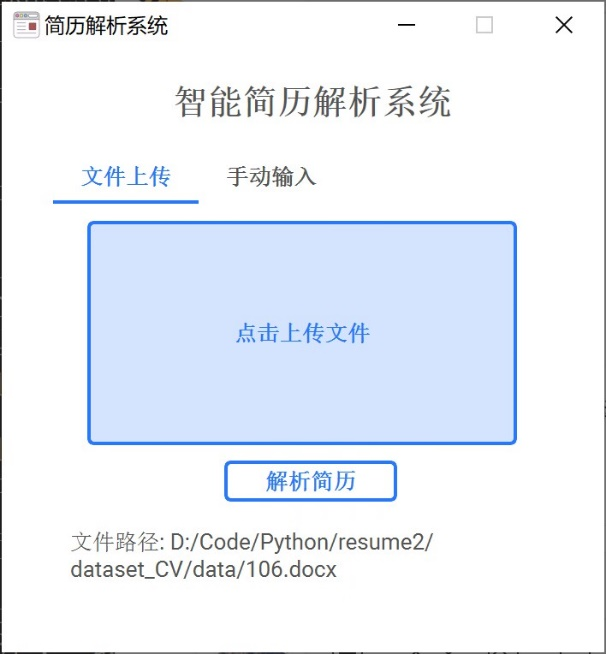 简历解析系统
智能简历解析系统
文件上传 手动输入
点击上传文件
解析简历
文件路径: D:/Code/Python/resume2/
dataset_CV/data/106.docx